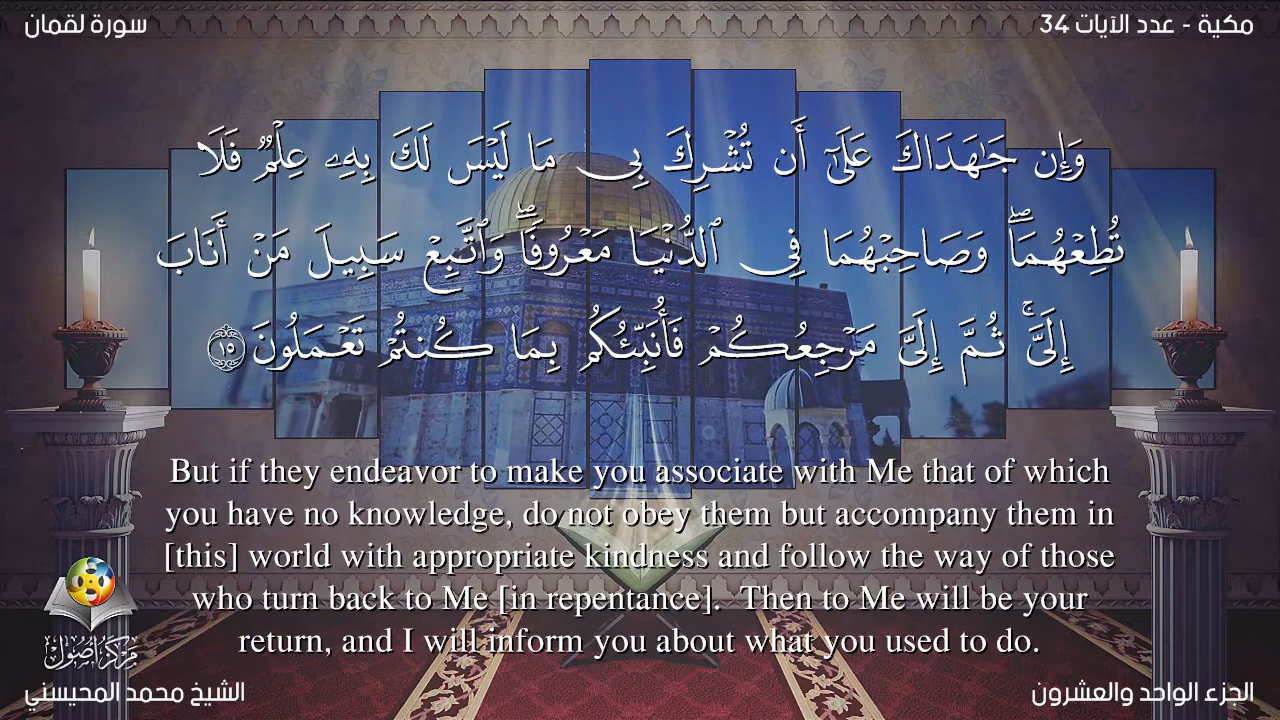 سورة لقمان
مكية - عدد الآيات 34
وَإِن جَـٰهَدَاكَ عَلَىٰٓ أَن تُشْرِكَ بِى مَا لَيْسَ لَكَ بِهِۦ عِلْمٌ فَلَا
تُطِعْهُمَا ۖ وَصَاحِبْهُمَا فِى ٱلدُّنْيَا مَعْرُوفًا ۖ وَٱتَّبِعْ سَبِيلَ مَنْ أَنَابَ
إِلَىَّ ۚ ثُمَّ إِلَىَّ مَرْجِعُكُمْ فَأُنَبِّئُكُم بِمَا كُنتُمْ تَعْمَلُونَ ١٥
But if they endeavor to make you associate with Me that of which
you have no knowledge, do not obey them but accompany them in
[this] world with appropriate kindness and follow the way of those
who turn back to Me [in repentance].  Then to Me will be your
return, and I will inform you about what you used to do.
مركز أصول
الشيخ محمد المحيسني
الجزء الواحد والعشرون